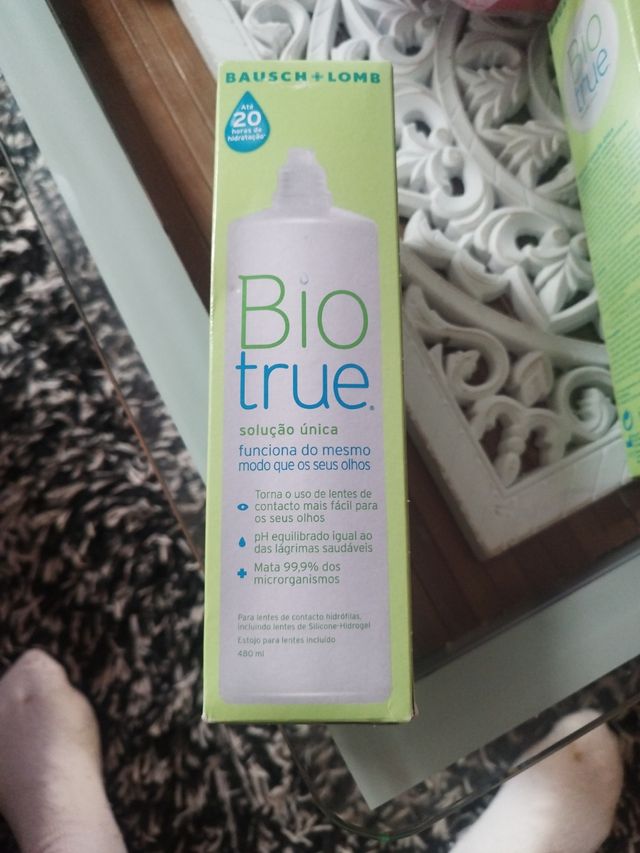 BAUSCH+LOMB
Até
20
horas de
hidratação
Bio
true®
solução única
funciona do mesmo
modo que os seus olhos
Torna o uso de lentes de
contacto mais fácil para
os seus olhos
pH equilibrado igual ao
das lágrimas saudáveis
Mata 99,9% dos
microrganismos
Para lentes de contacto hidrófilas,
incluindo lentes de Silicone-Hidrogel
Estojo para lentes incluído
480 ml
Bio
true